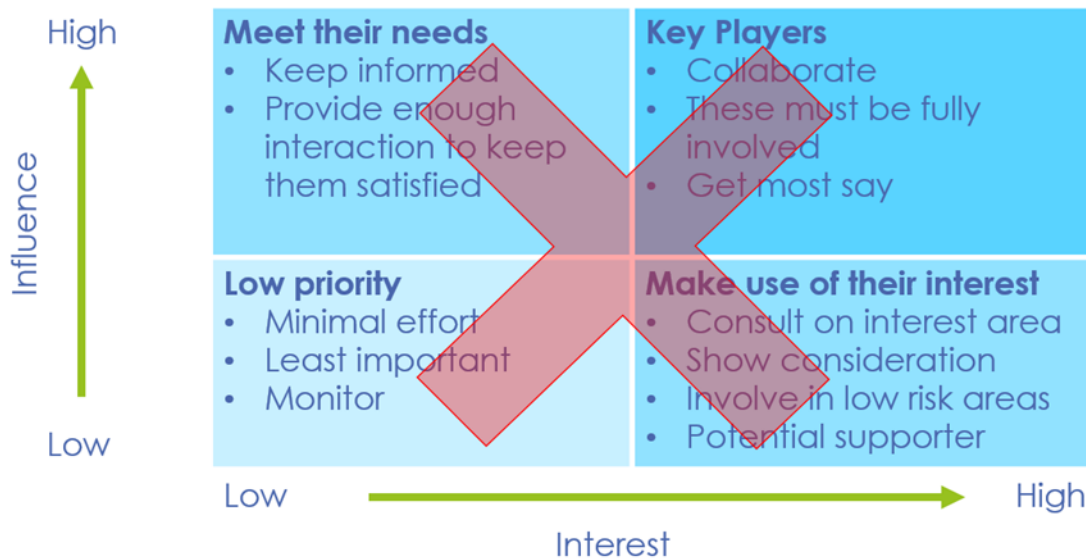 High
Influence
Low
Meet their needs
• Keep informed
• Provide enough
interaction to keep
them satisfied
Key Players
• Collaborate
• These must be fully
involved
• Get most say
Low priority
• Minimal effort
• Least important
• Monitor
Make use of their interest
• Consult on interest area
• Show consideration
• Involve in low risk areas
• Potential supporter
Low
High
Interest